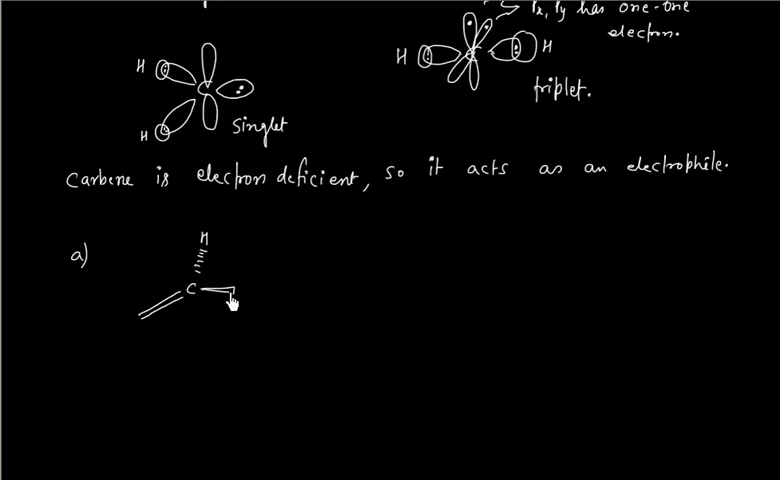 Px, Py has one-one
electron.
H
C
H
Singlet
H
C
H
triplet.
Carbene is electron deficient, so it acts as an electrophile.
a)
H
C